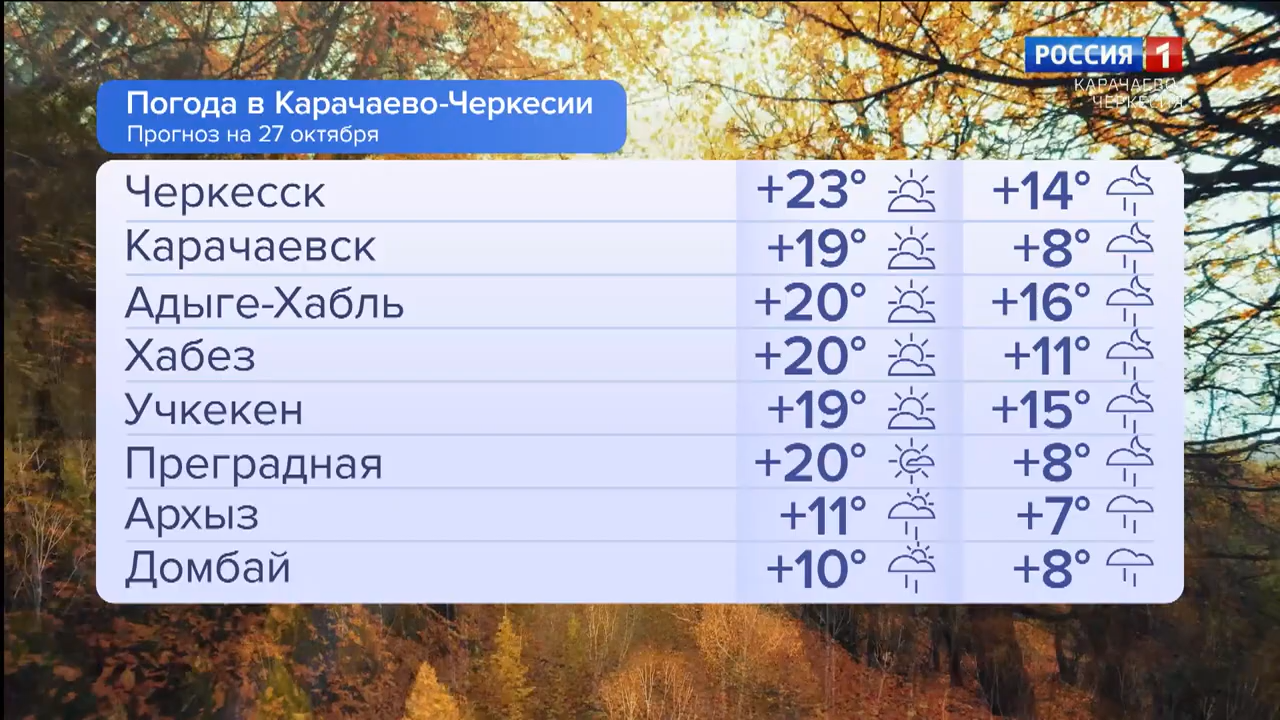 РОССИЯ 1
КАРАЧАЕВО-
ЧЕРКЕСИЯ
Погода в Карачаево-Черкесии
Прогноз на 27 октября
Черкесск +23° +14°
Карачаевск +19° +8°
Адыге-Хабль +20° +16°
Хабез +20° +11°
Учкекен +19° +15°
Преградная +20° +8°
Архыз +11° +7°
Домбай +10° +8°